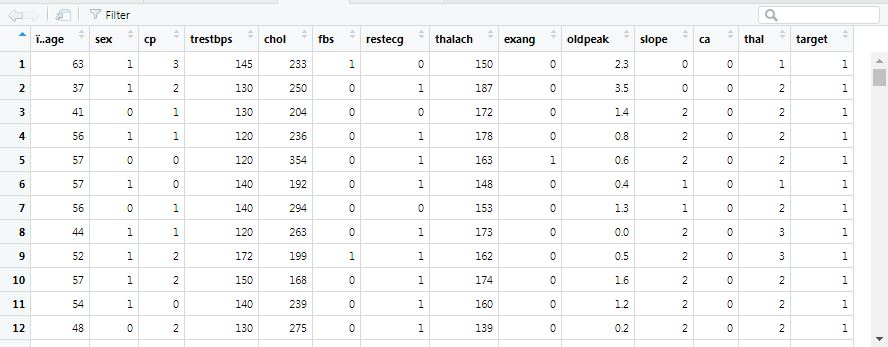 Filter
ï..age sex cp trestbps chol fbs restecg thalach exang oldpeak slope ca thal target
1 63 1 3 145 233 1 0 150 0 2.3 0 0 1 1
2 37 1 2 130 250 0 1 187 0 3.5 0 0 2 1
3 41 0 1 130 204 0 0 172 0 1.4 2 0 2 1
4 56 1 1 120 236 0 1 178 0 0.8 2 0 2 1
5 57 0 0 120 354 0 1 163 1 0.6 2 0 2 1
6 57 1 0 140 192 0 1 148 0 0.4 1 0 1 1
7 56 0 1 140 294 0 0 153 0 1.3 1 0 2 1
8 44 1 1 120 263 0 1 173 0 0.0 2 0 3 1
9 52 1 2 172 199 1 1 162 0 0.5 2 0 3 1
10 57 1 2 150 168 0 1 174 0 1.6 2 0 2 1
11 54 1 0 140 239 0 1 160 0 1.2 2 0 2 1
12 48 0 2 130 275 0 1 139 0 0.2 2 0 2 1